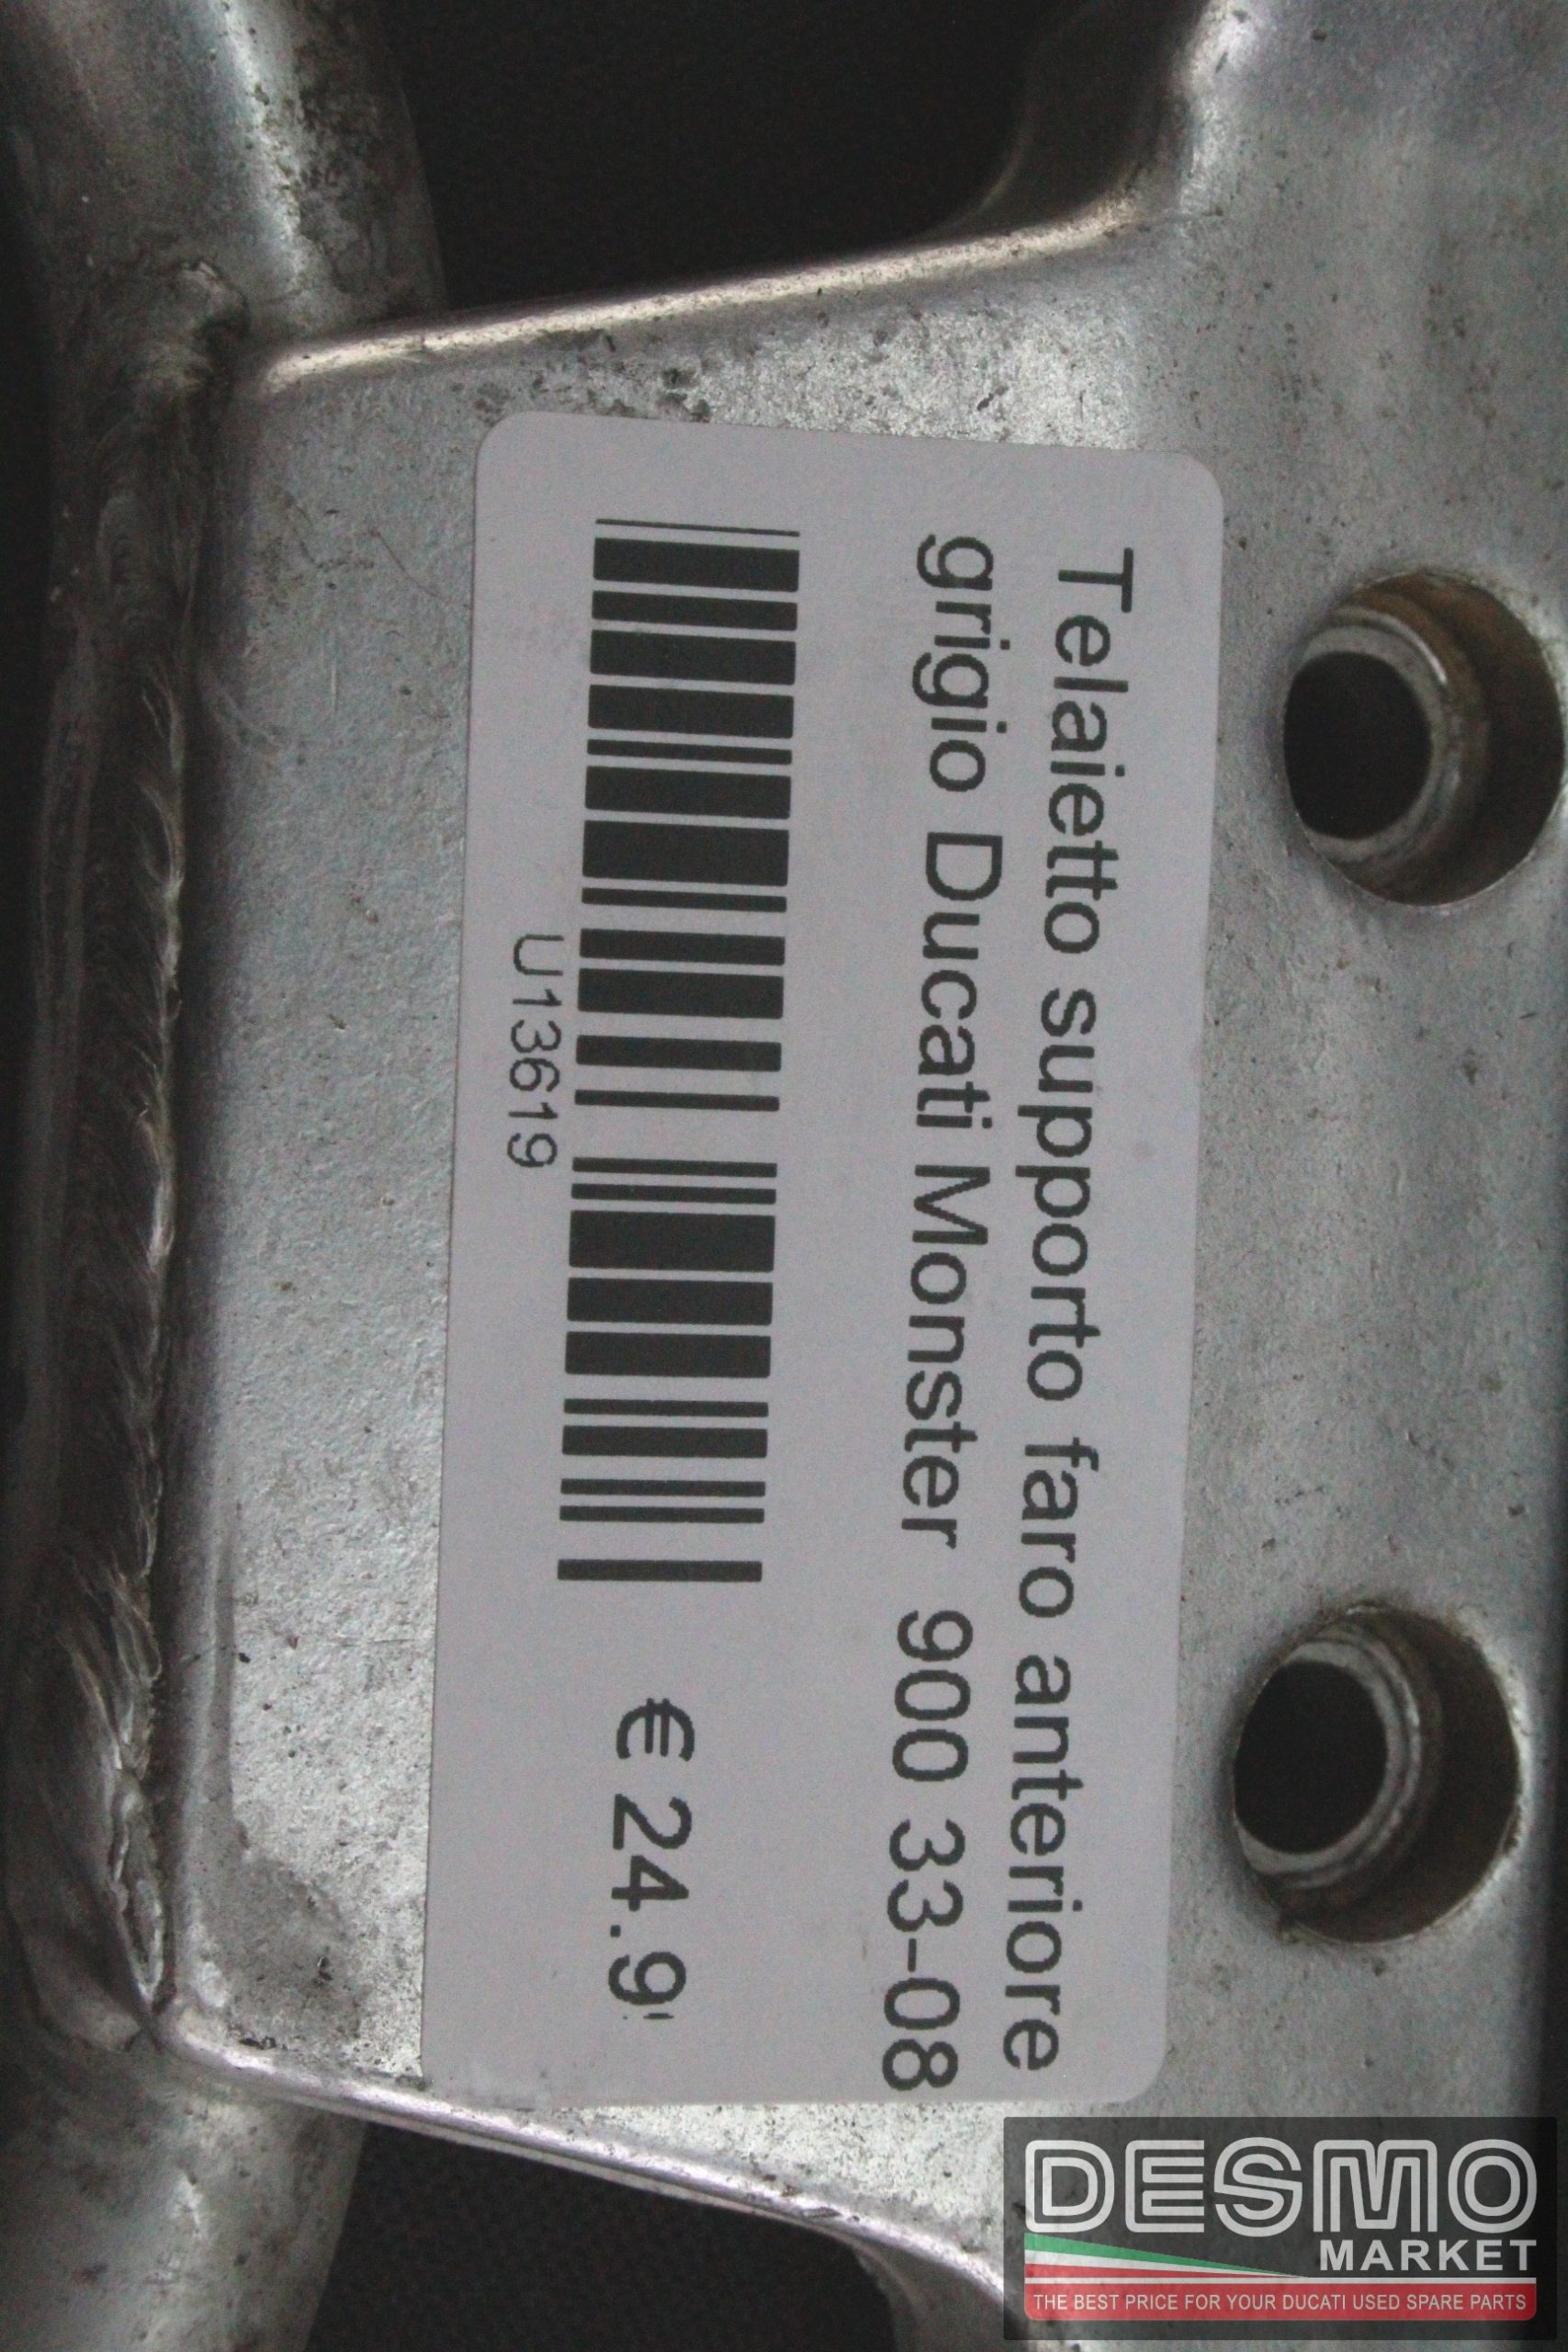 Telaietto supporto faro anteriore
grigio Ducati Monster 900 33-08
U13619
€ 24.9
DESMO
MARKET
THE BEST PRICE FOR YOUR DUCATI USED SPARE PARTS